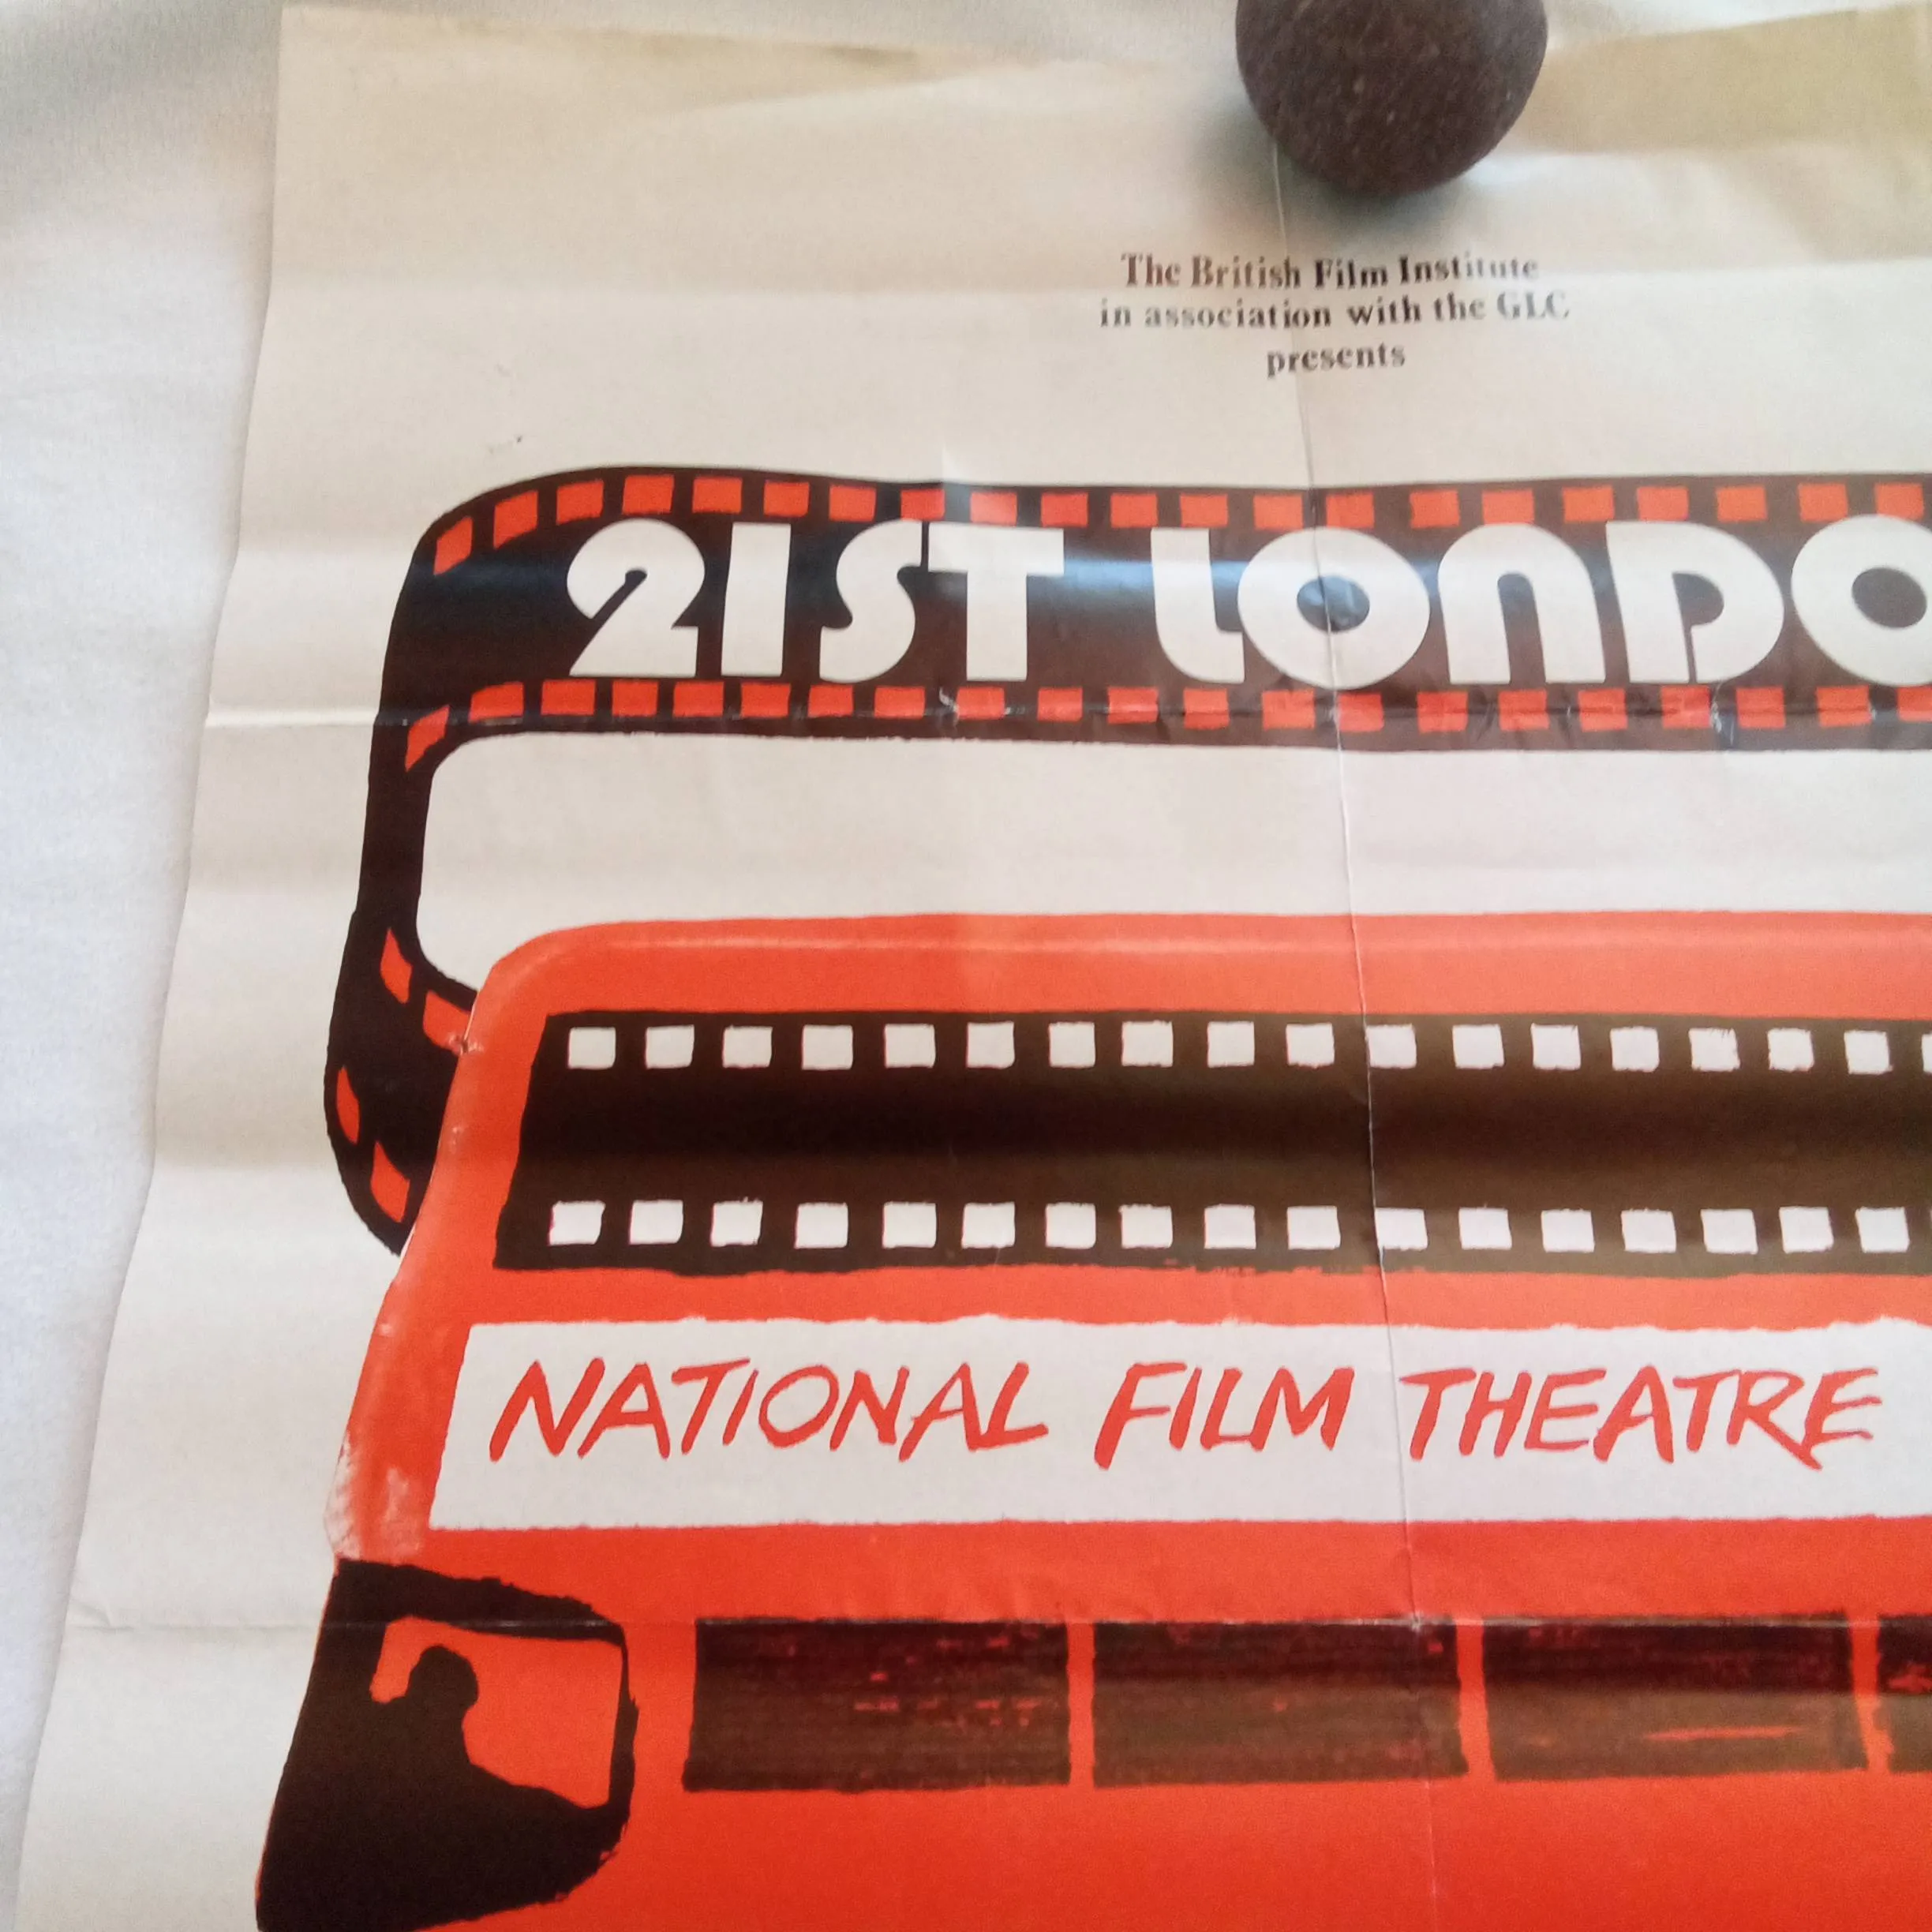 The British Film Institute
in association with the GLC
presents
21ST LONDO
NATIONAL FILM THEATRE